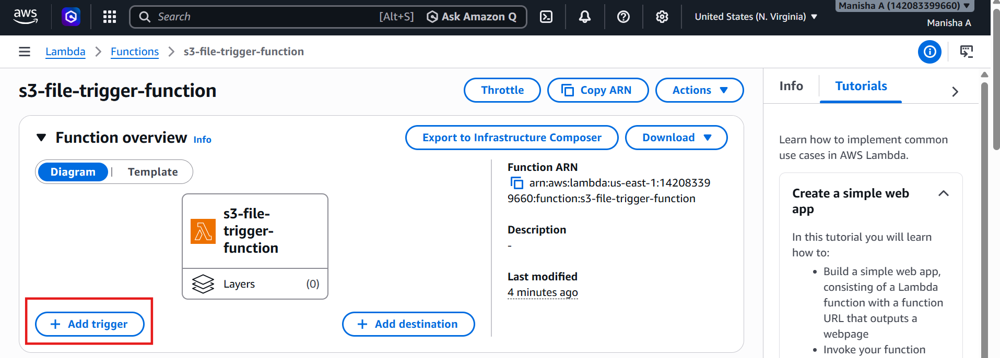 aws
Search [Alt+S] Ask Amazon Q
United States (N. Virginia)
Manisha A (142083399660)
Manisha A
Lambda
Functions
s3-file-trigger-function
s3-file-trigger-function
Throttle
Copy ARN
Actions
Function overview Info
Export to Infrastructure Composer
Download
Diagram | Template
s3-file-
trigger-
function
Layers (0)
+ Add trigger
+ Add destination
Function ARN
arn:aws:lambda:us-east-1:14208339
9660:function:s3-file-trigger-function
Description
-
Last modified
4 minutes ago
Info
Tutorials
Learn how to implement common
use cases in AWS Lambda.
Create a simple web
app
In this tutorial you will learn
how to:
• Build a simple web app,
consisting of a Lambda
function with a function
URL that outputs a
webpage
• Invoke your function